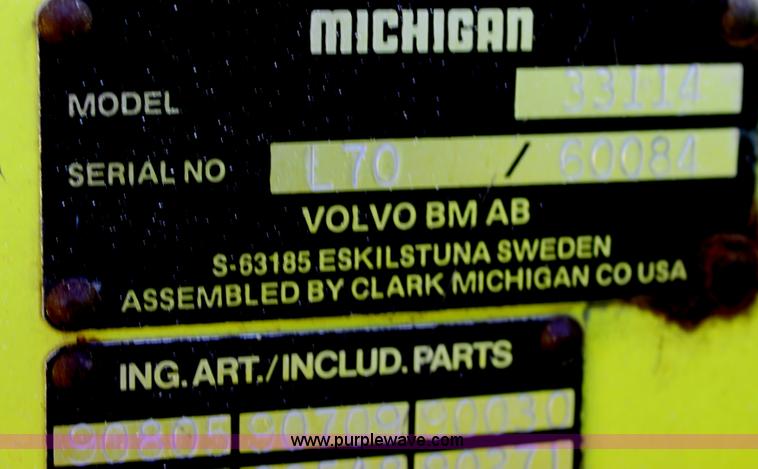 MICHIGAN
MODEL 33114
SERIAL NO L70 / 60084
VOLVO BM AB
S-63185 ESKILSTUNA SWEDEN
ASSEMBLED BY CLARK MICHIGAN CO USA
ING. ART./INCLUD. PARTS
90805 90709 90030
www.purplewave.com
90371